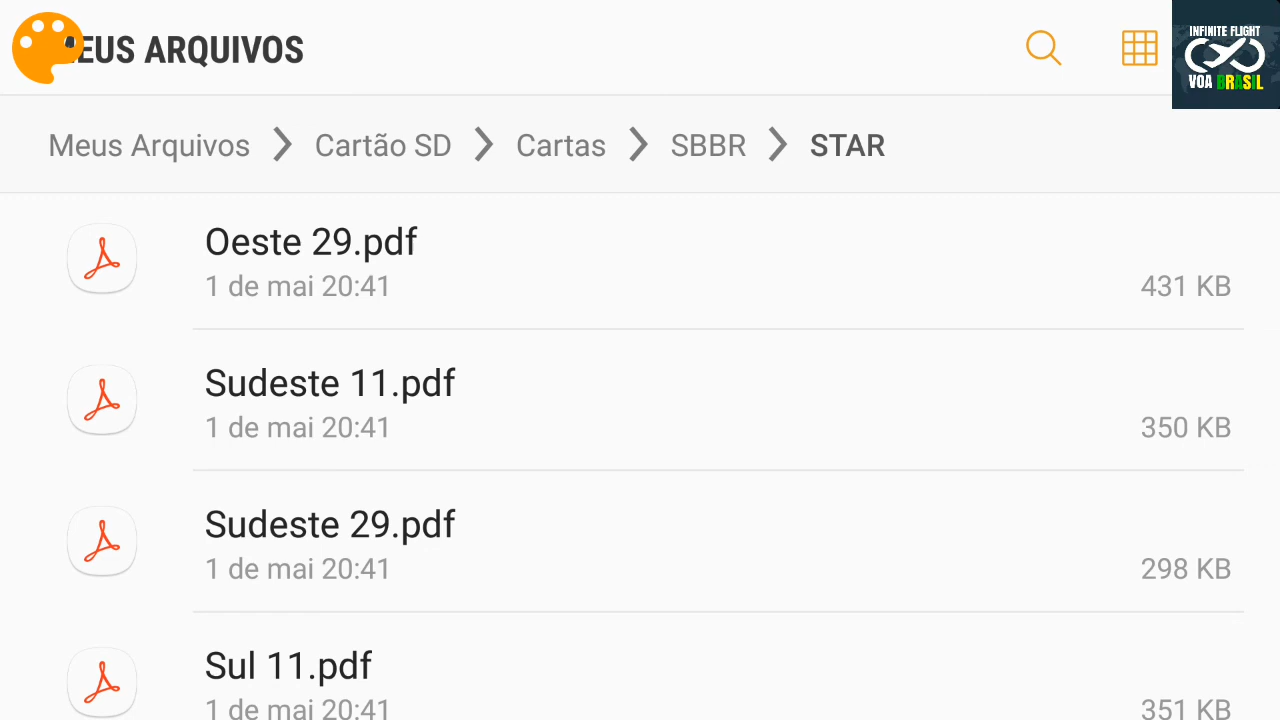 MEUS ARQUIVOS
INFINITE FLIGHT
VOA BRASIL
Meus Arquivos > Cartão SD > Cartas > SBBR > STAR
Oeste 29.pdf
1 de mai 20:41 431 KB
Sudeste 11.pdf
1 de mai 20:41 350 KB
Sudeste 29.pdf
1 de mai 20:41 298 KB
Sul 11.pdf
1 de mai 20:41 351 KB